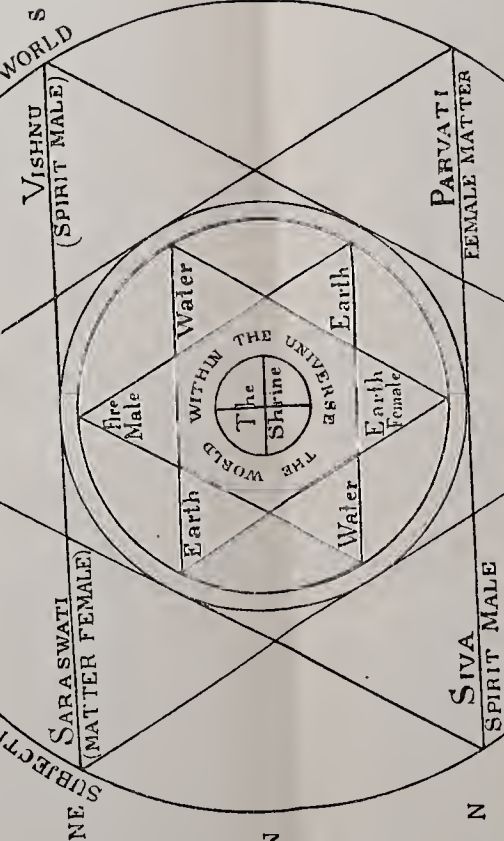 S
WORLD
SUBJECTI
SARASWATI
(MATTER FEMALE)
VISHNU
(SPIRIT MALE)
NE
Fire
Male
Earth
Water
THE WORLD WITHIN THE UNIVERSE
The
Shrine
N
Water
Earth
Earth
Female
SIVA
SPIRIT MALE
PARVATI
FEMALE MATTER
N